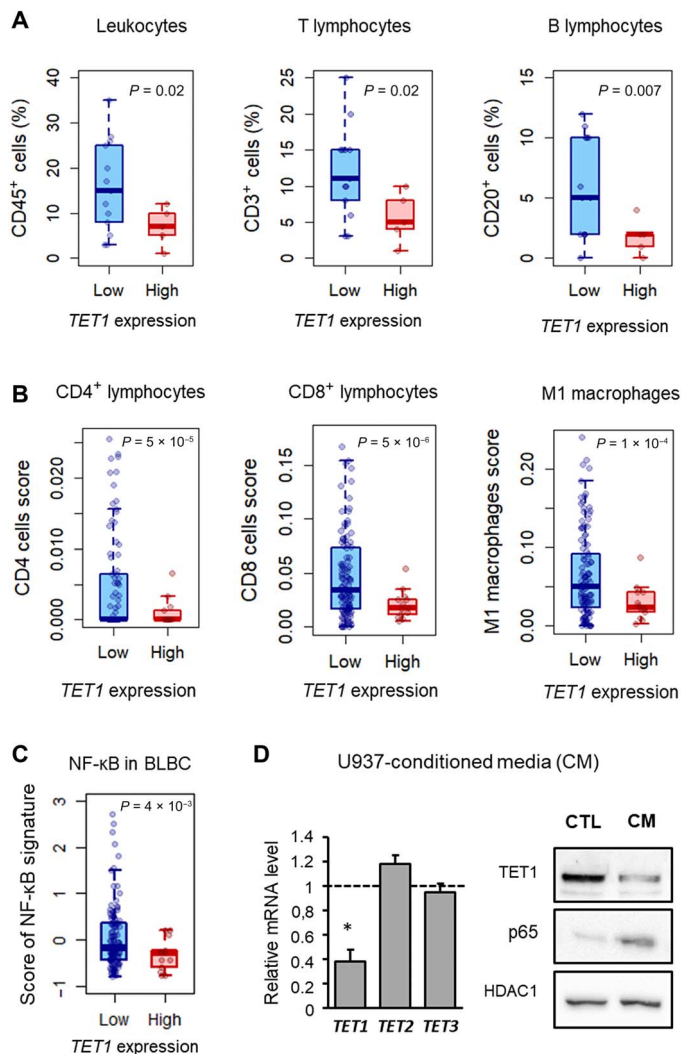 A
Leukocytes
T lymphocytes
B lymphocytes
CD45⁺ cells (%)
0
10
20
30
40
P = 0.02
Low
High
TET1 expression
CD3⁺ cells (%)
0
5
10
15
20
25
P = 0.02
Low
High
TET1 expression
CD20⁺ cells (%)
0
5
10
15
P = 0.007
Low
High
TET1 expression
B
CD4⁺ lymphocytes
CD8⁺ lymphocytes
M1 macrophages
CD4 cells score
0.000
0.010
0.020
P = 5 × 10⁻⁵
Low
High
TET1 expression
CD8 cells score
0.00
0.05
0.10
0.15
P = 5 × 10⁻⁶
Low
High
TET1 expression
M1 macrophages score
0.00
0.10
0.20
P = 1 × 10⁻⁴
Low
High
TET1 expression
C
NF-κB in BLBC
Score of NF-κB signature
−1
0
1
2
3
P = 4 × 10⁻³
Low
High
TET1 expression
D
U937-conditioned media (CM)
Relative mRNA level
1.4
1.2
1
0.8
0.6
0.4
0.2
0
*
TET1
TET2
TET3
CTL
CM
TET1
p65
HDAC1